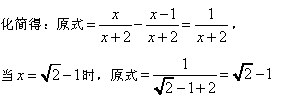 化简得：原式=x/(x+2)-(x-1)/(x+2)=1/(x+2)，
当x=√2-1时，原式=1/(√2-1+2)=√2-1